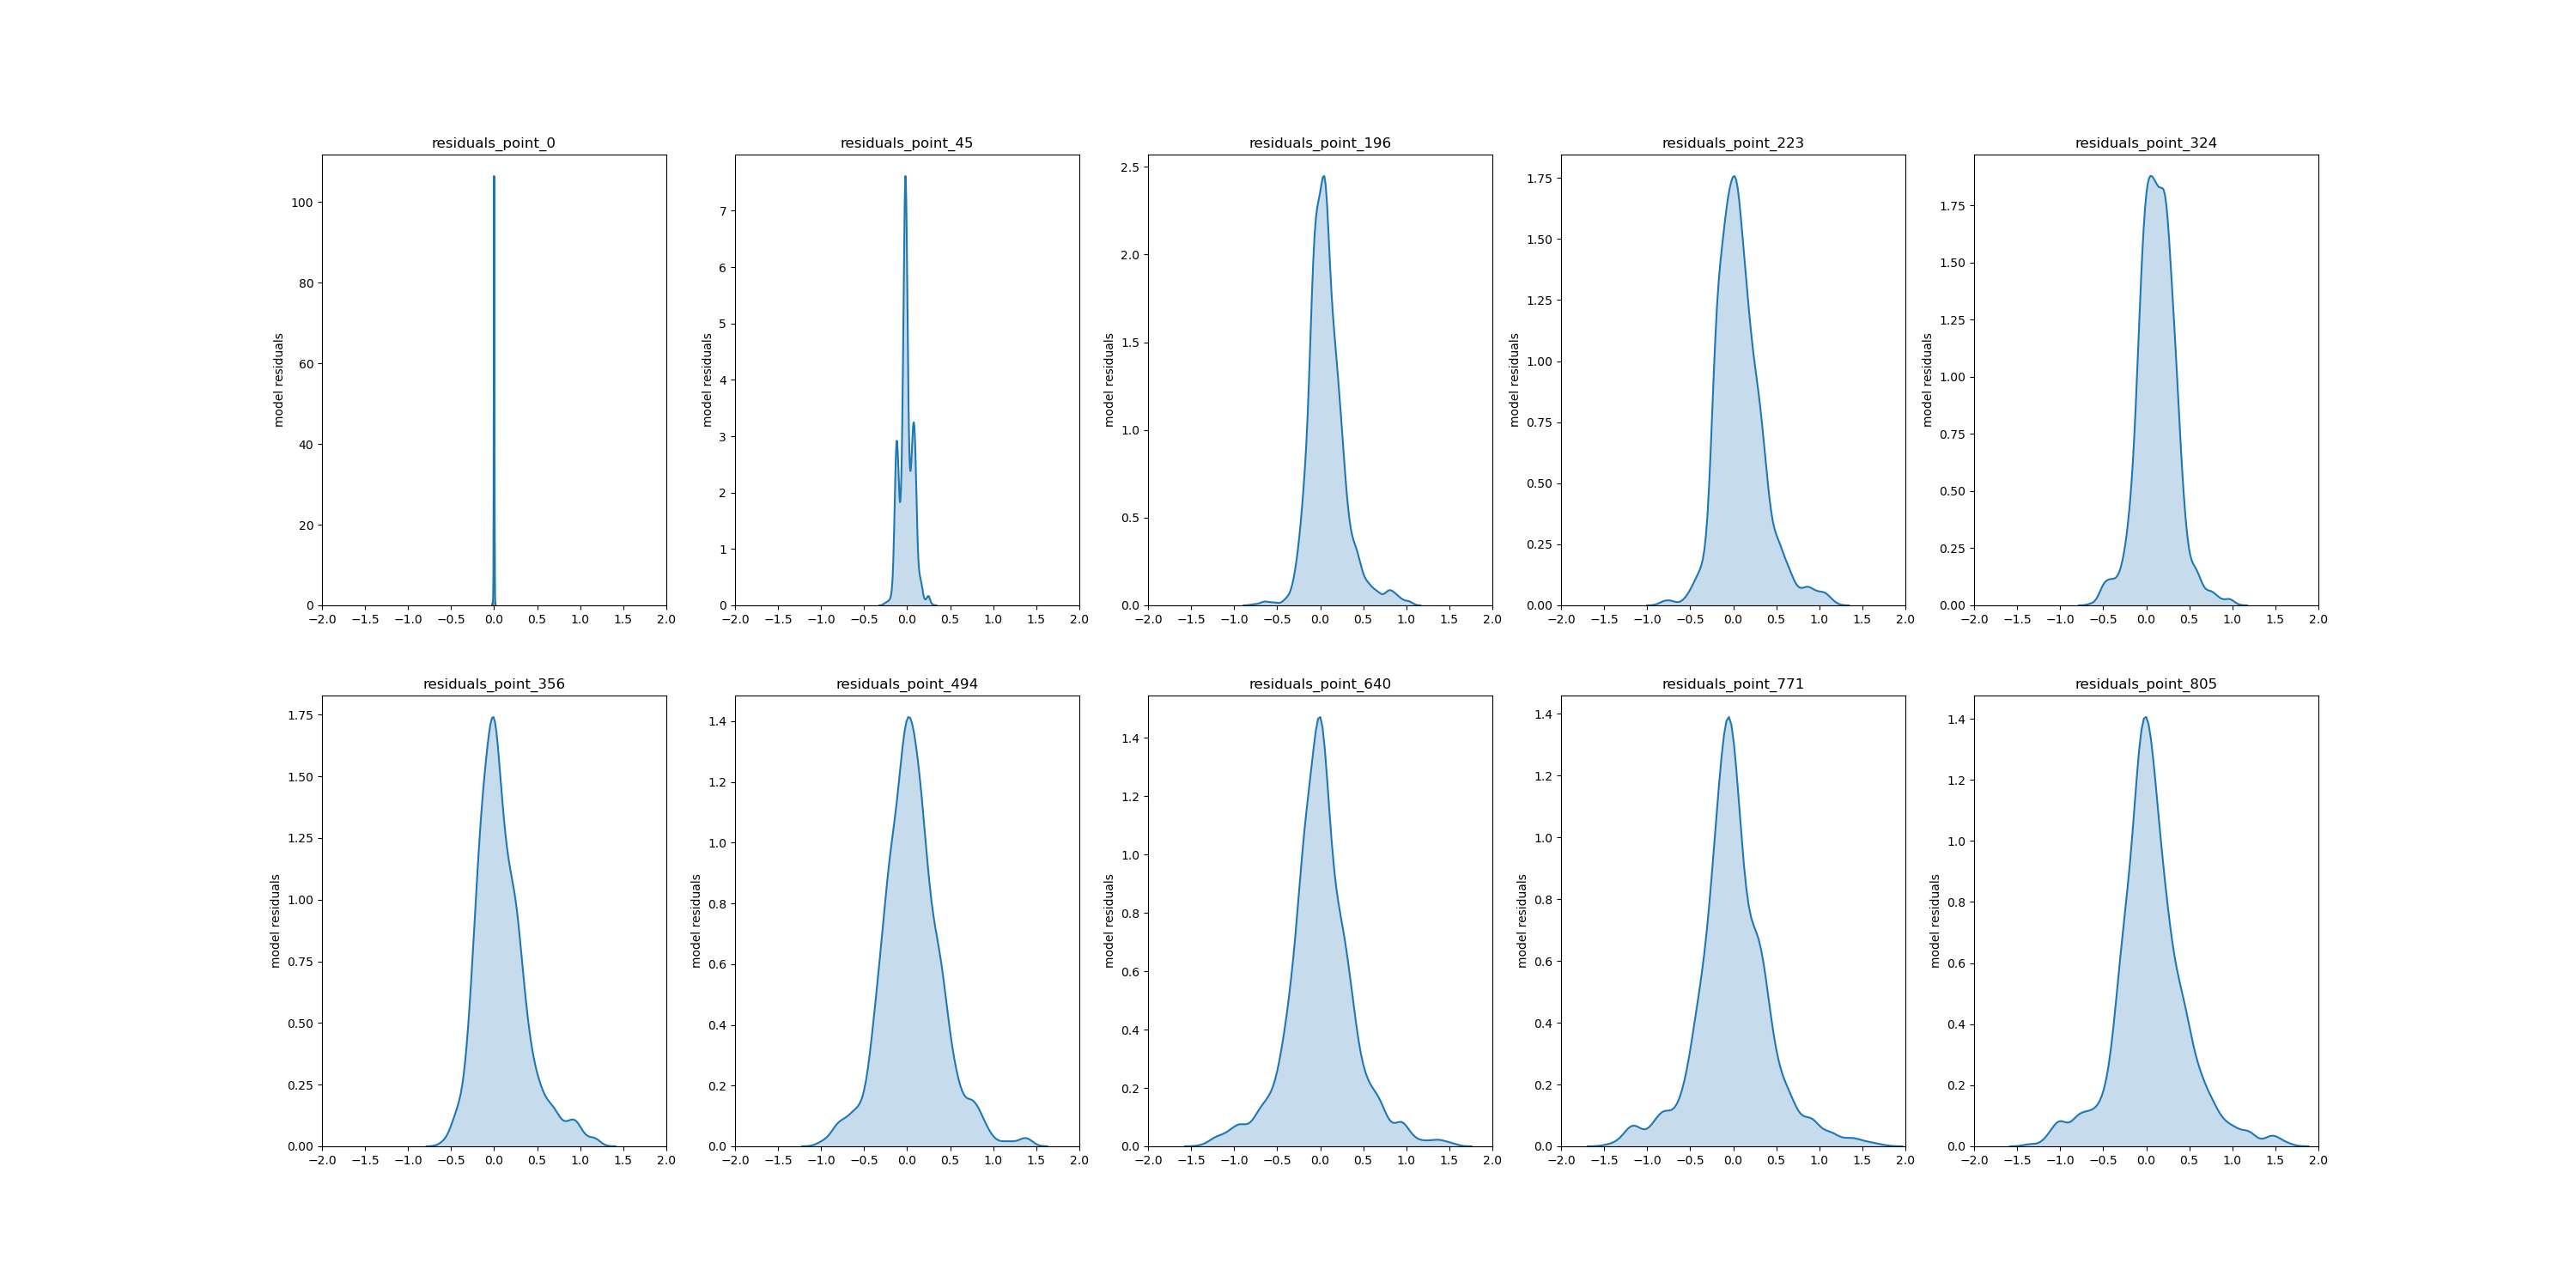 residuals_point_0
model residuals
100
80
60
40
20
0
−2.0 −1.5 −1.0 −0.5 0.0 0.5 1.0 1.5 2.0
residuals_point_45
model residuals
7
6
5
4
3
2
1
0
−2.0 −1.5 −1.0 −0.5 0.0 0.5 1.0 1.5 2.0
residuals_point_196
model residuals
2.5
2.0
1.5
1.0
0.5
0.0
−2.0 −1.5 −1.0 −0.5 0.0 0.5 1.0 1.5 2.0
residuals_point_223
model residuals
1.75
1.50
1.25
1.00
0.75
0.50
0.25
0.00
−2.0 −1.5 −1.0 −0.5 0.0 0.5 1.0 1.5 2.0
residuals_point_324
model residuals
1.75
1.50
1.25
1.00
0.75
0.50
0.25
0.00
−2.0 −1.5 −1.0 −0.5 0.0 0.5 1.0 1.5 2.0
residuals_point_356
model residuals
1.75
1.50
1.25
1.00
0.75
0.50
0.25
0.00
−2.0 −1.5 −1.0 −0.5 0.0 0.5 1.0 1.5 2.0
residuals_point_494
model residuals
1.4
1.2
1.0
0.8
0.6
0.4
0.2
0.0
−2.0 −1.5 −1.0 −0.5 0.0 0.5 1.0 1.5 2.0
residuals_point_640
model residuals
1.4
1.2
1.0
0.8
0.6
0.4
0.2
0.0
−2.0 −1.5 −1.0 −0.5 0.0 0.5 1.0 1.5 2.0
residuals_point_771
model residuals
1.4
1.2
1.0
0.8
0.6
0.4
0.2
0.0
−2.0 −1.5 −1.0 −0.5 0.0 0.5 1.0 1.5 2.0
residuals_point_805
model residuals
1.4
1.2
1.0
0.8
0.6
0.4
0.2
0.0
−2.0 −1.5 −1.0 −0.5 0.0 0.5 1.0 1.5 2.0